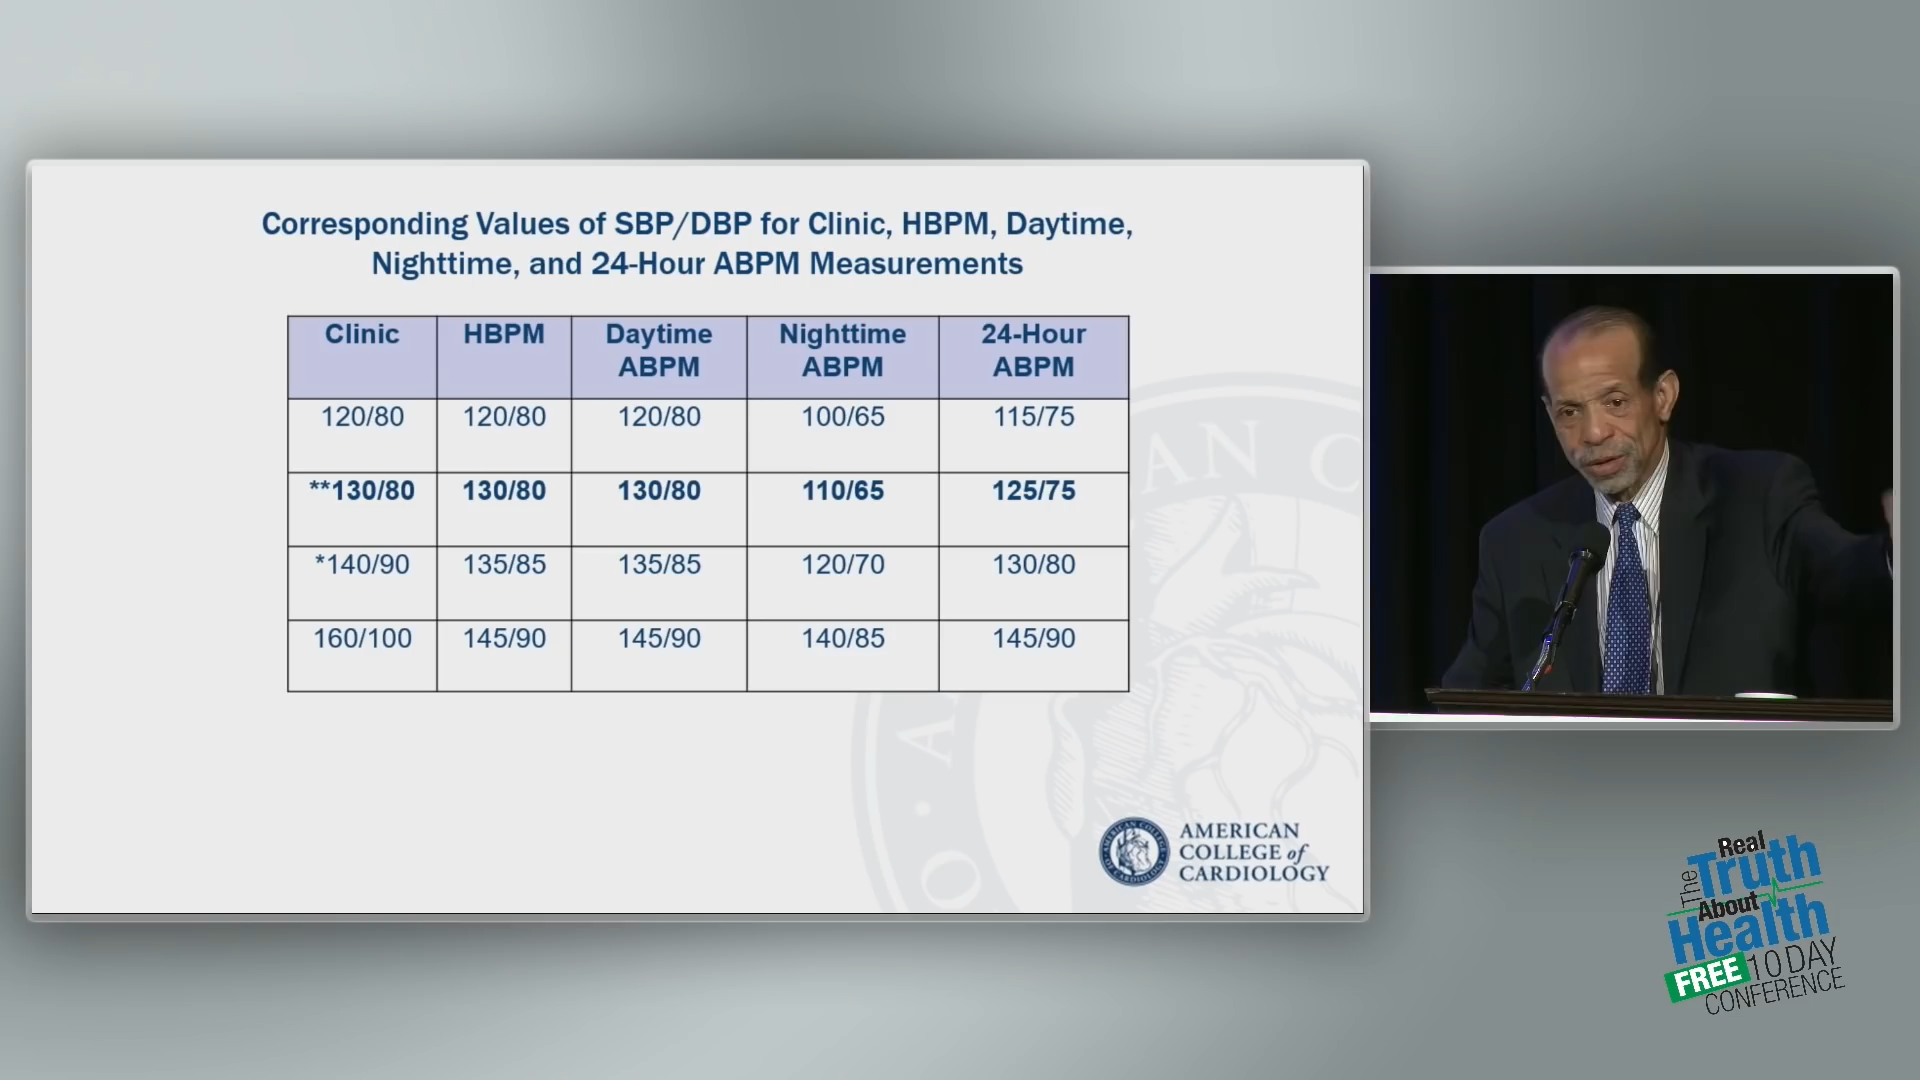 Corresponding Values of SBP/DBP for Clinic, HBPM, Daytime,
Nighttime, and 24-Hour ABPM Measurements
Clinic HBPM Daytime ABPM Nighttime ABPM 24-Hour ABPM
120/80 120/80 120/80 100/65 115/75
**130/80 130/80 130/80 110/65 125/75
*140/90 135/85 135/85 120/70 130/80
160/100 145/90 145/90 140/85 145/90
AMERICAN
COLLEGE of
CARDIOLOGY
The Real
Truth
About
Health
FREE 10 DAY
CONFERENCE